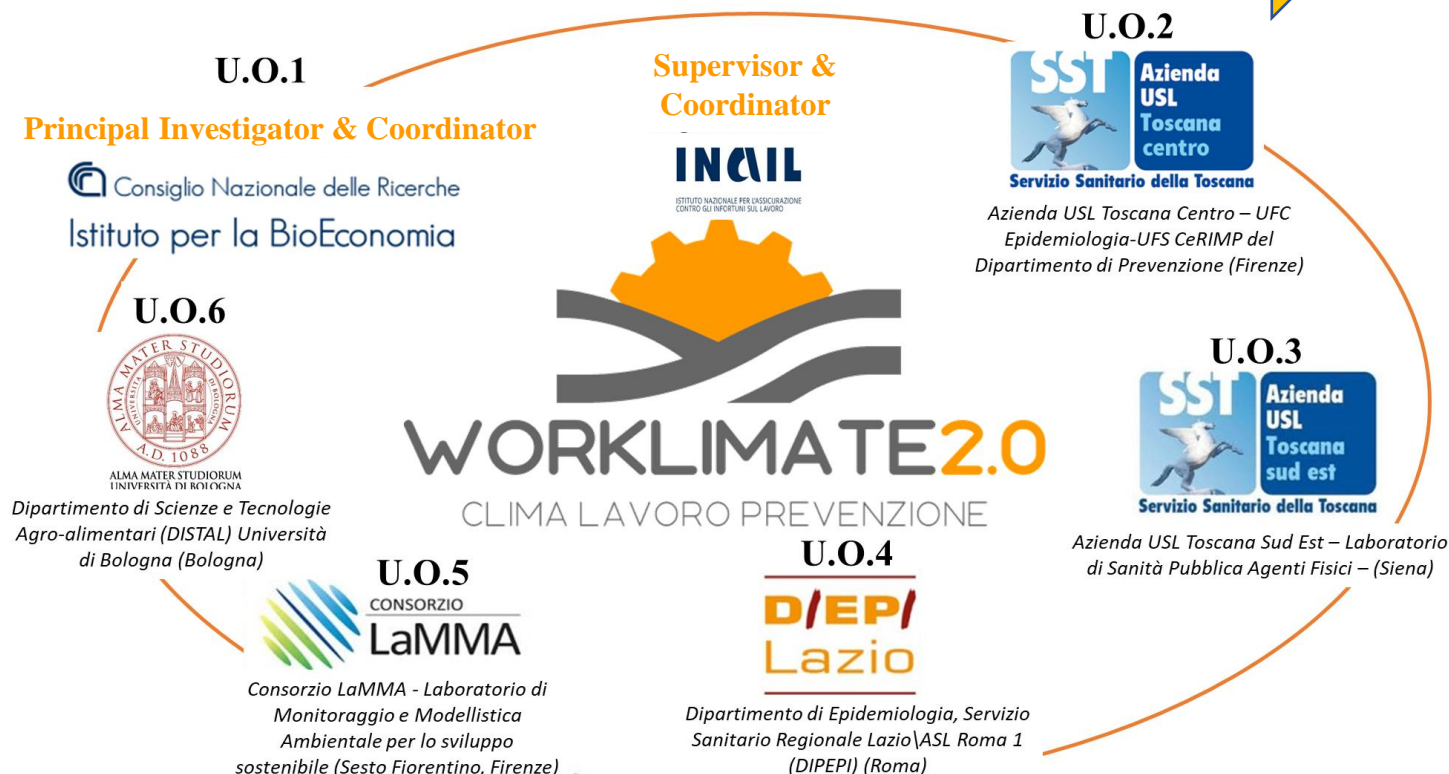 U.O.1
Principal Investigator & Coordinator
Consiglio Nazionale delle Ricerche
Istituto per la BioEconomia
Supervisor &
Coordinator
INAIL
ISTITUTO NAZIONALE PER L'ASSICURAZIONE
CONTRO GLI INFORTUNI SUL LAVORO
U.O.2
SST
Azienda
USL
Toscana
centro
Servizio Sanitario della Toscana
Azienda USL Toscana Centro – UFC
Epidemiologia-UFS CeRIMP del
Dipartimento di Prevenzione (Firenze)
U.O.3
SST
Azienda
USL
Toscana
sud est
Servizio Sanitario della Toscana
Azienda USL Toscana Sud Est – Laboratorio
di Sanità Pubblica Agenti Fisici – (Siena)
WORKLIMATE2.0
CLIMA LAVORO PREVENZIONE
U.O.4
D/EP/
Lazio
Dipartimento di Epidemiologia, Servizio
Sanitario Regionale Lazio\ASL Roma 1
(DIPEPI) (Roma)
U.O.5
CONSORZIO
LaMMA
Consorzio LaMMA - Laboratorio di
Monitoraggio e Modellistica
Ambientale per lo sviluppo
sostenibile (Sesto Fiorentino, Firenze)
U.O.6
ALMA MATER STUDIORUM
A.D. 1088
ALMA MATER STUDIORUM
UNIVERSITÀ DI BOLOGNA
Dipartimento di Scienze e Tecnologie
Agro-alimentari (DISTAL) Università
di Bologna (Bologna)